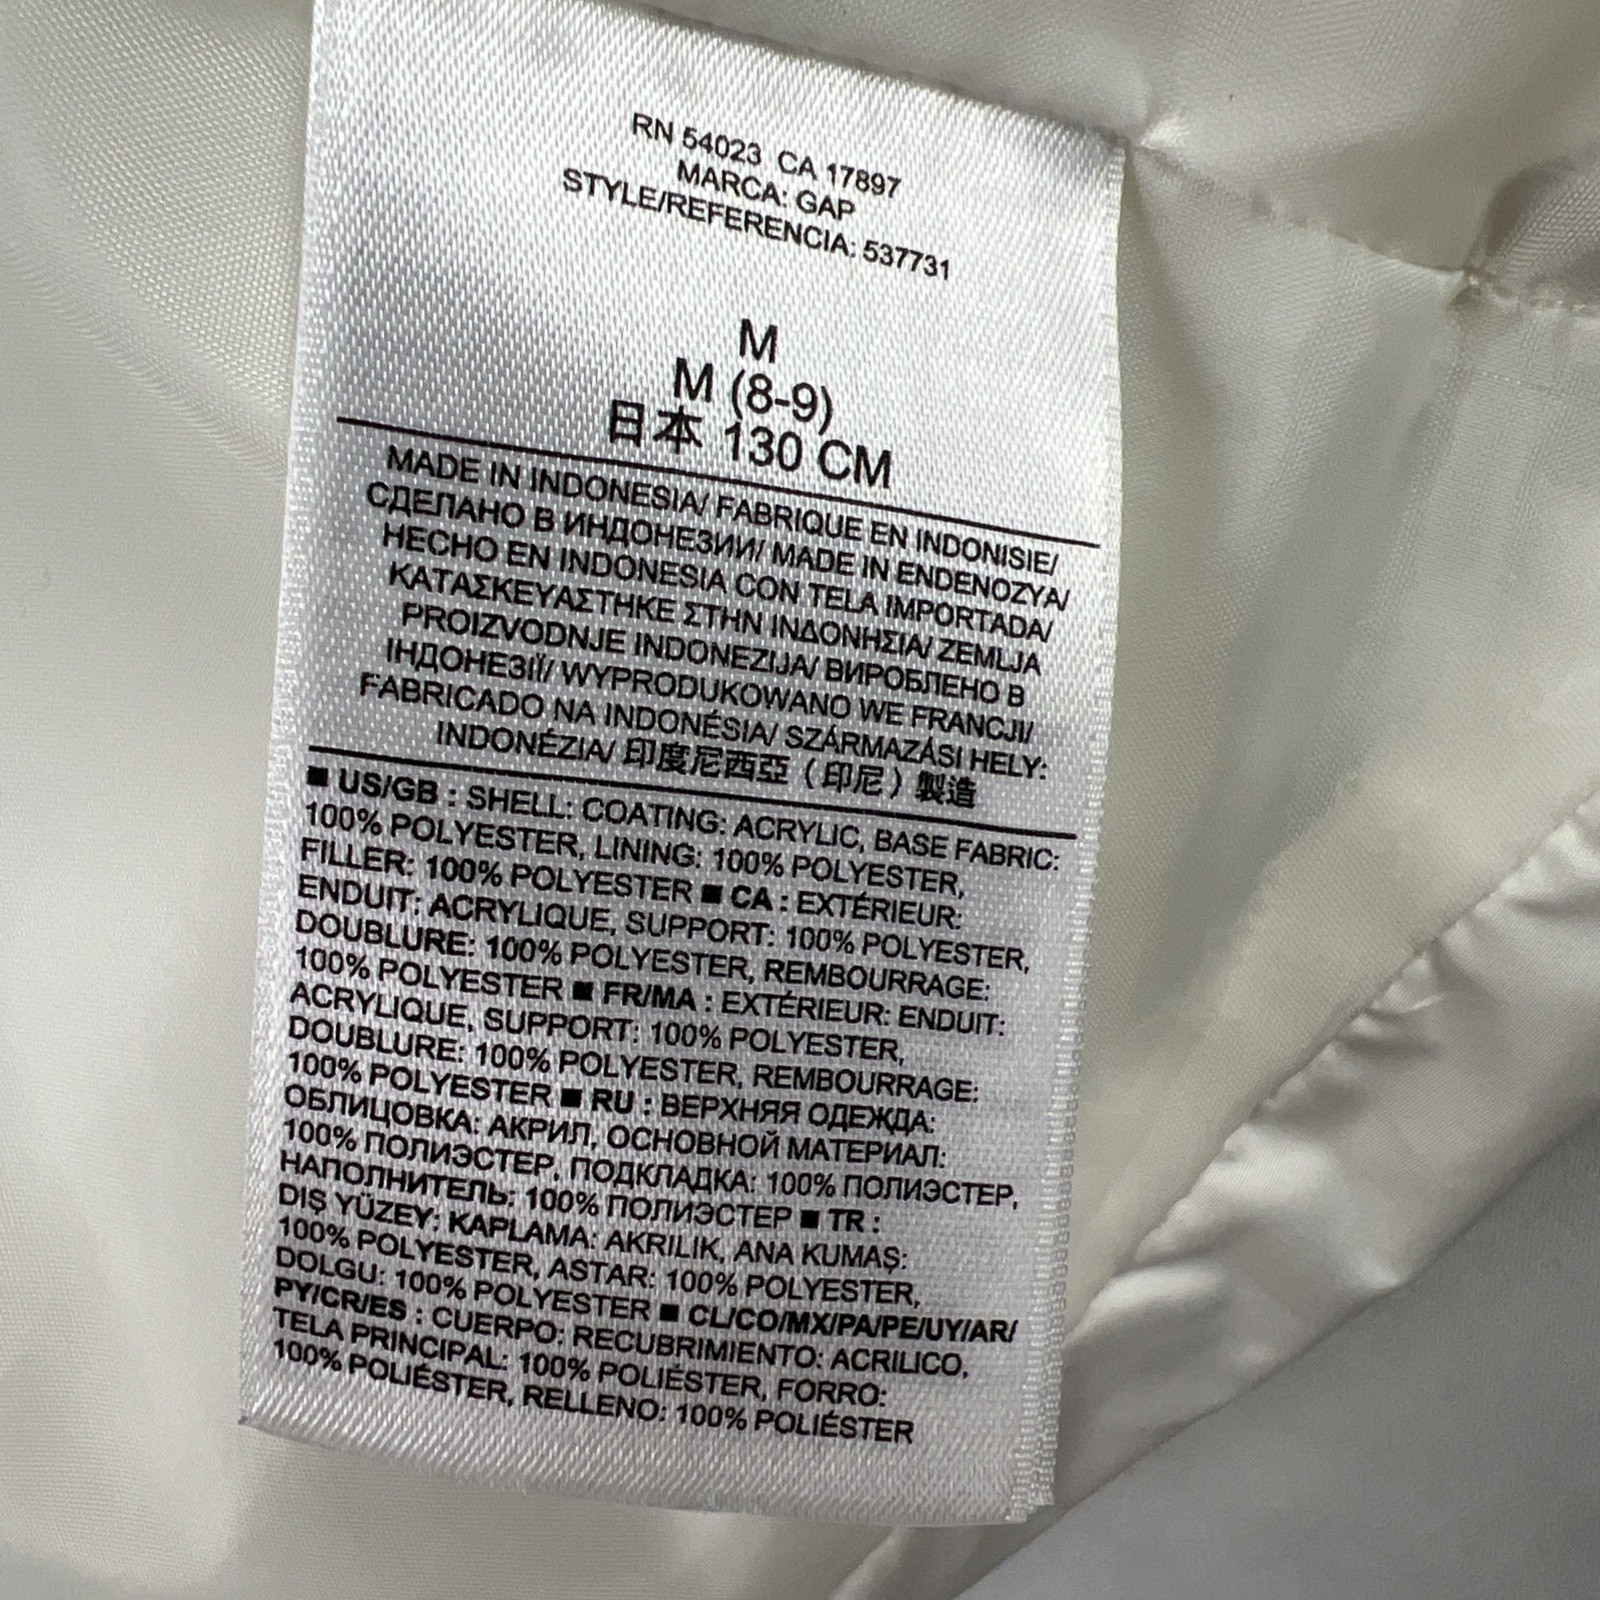 RN 54023 CA 17897
MARCA: GAP
STYLE/REFERENCIA: 537731
M
M (8-9)
日本 130 CM
MADE IN INDONESIA/ FABRIQUE EN INDONISIE/
СДЕЛАНО В ИНДОНЕЗИИ/ MADE IN ENDENOZYA/
HECHO EN INDONESIA CON TELA IMPORTADA/
ΚΑΤΑΣΚΕΥΑΣΤΗΚΕ ΣΤΗΝ ΙΝΔΟΝΗΣΙΑ/ ZEMLJA
PROIZVODNJE INDONEZIJA/ ВИРОБЛЕНО В
ІНДОНЕЗІЇ/ WYPRODUKOWANO WE FRANCJI/
FABRICADO NA INDONÉSIA/ SZÁRMAZÁSI HELY:
INDONÉZIA/ 印度尼西亞（印尼）製造
■ US/GB : SHELL: COATING: ACRYLIC, BASE FABRIC:
100% POLYESTER, LINING: 100% POLYESTER,
FILLER: 100% POLYESTER ■ CA : EXTÉRIEUR:
ENDUIT: ACRYLIQUE, SUPPORT: 100% POLYESTER,
DOUBLURE: 100% POLYESTER, REMBOURRAGE:
100% POLYESTER ■ FR/MA : EXTÉRIEUR: ENDUIT:
ACRYLIQUE, SUPPORT: 100% POLYESTER,
DOUBLURE: 100% POLYESTER, REMBOURRAGE:
100% POLYESTER ■ RU : ВЕРХНЯЯ ОДЕЖДА:
ОБЛИЦОВКА: АКРИЛ, ОСНОВНОЙ МАТЕРИАЛ:
100% ПОЛИЭСТЕР, ПОДКЛАДКА: 100% ПОЛИЭСТЕР,
НАПОЛНИТЕЛЬ: 100% ПОЛИЭСТЕР ■ TR :
DIŞ YÜZEY: KAPLAMA: AKRILIK, ANA KUMAŞ:
100% POLYESTER, ASTAR: 100% POLYESTER,
DOLGU: 100% POLYESTER ■ CL/CO/MX/PA/PE/UY/AR/
PY/CR/ES : CUERPO: RECUBRIMIENTO: ACRILICO,
TELA PRINCIPAL: 100% POLIÉSTER, FORRO:
100% POLIÉSTER, RELLENO: 100% POLIÉSTER